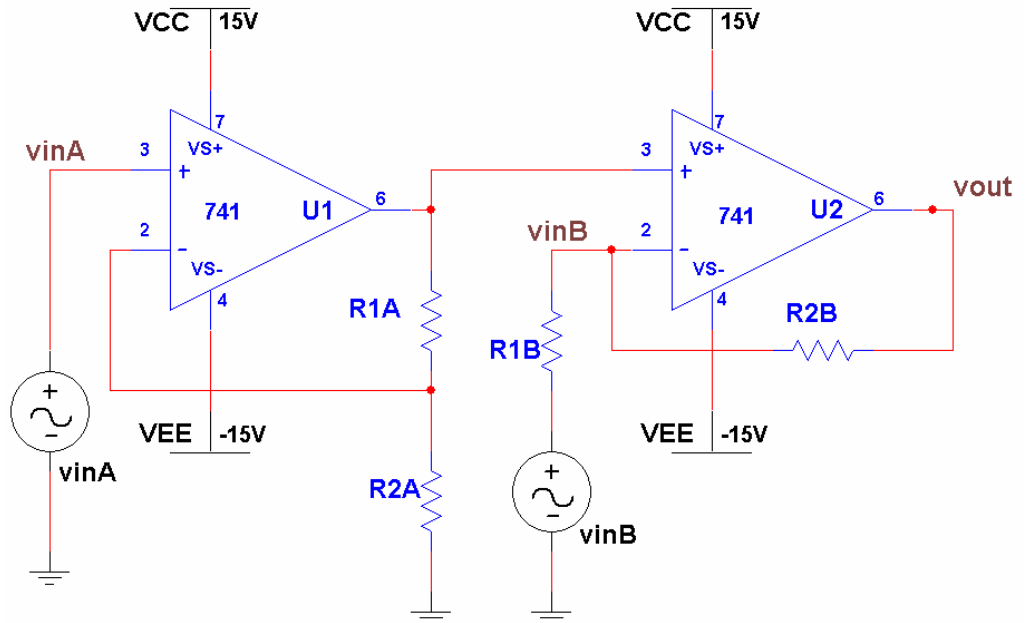 VCC 15V
VCC 15V
7
7
vinA
3
VS+
3
VS+
+
+
6
6
vout
741
U1
741
U2
2
vinB
2
-
-
VS-
VS-
4
4
R1A
R2B
R1B
+
-
VEE -15V
VEE -15V
vinA
R2A
+
-
vinB